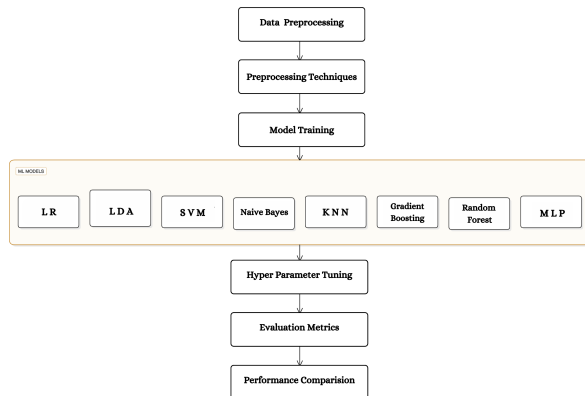 Data Preprocessing
Preprocessing Techniques
Model Training
ML MODELS
L R
L D A
S V M
Naive Bayes
K N N
Gradient
Boosting
Random
Forest
M L P
Hyper Parameter Tuning
Evaluation Metrics
Performance Comparision